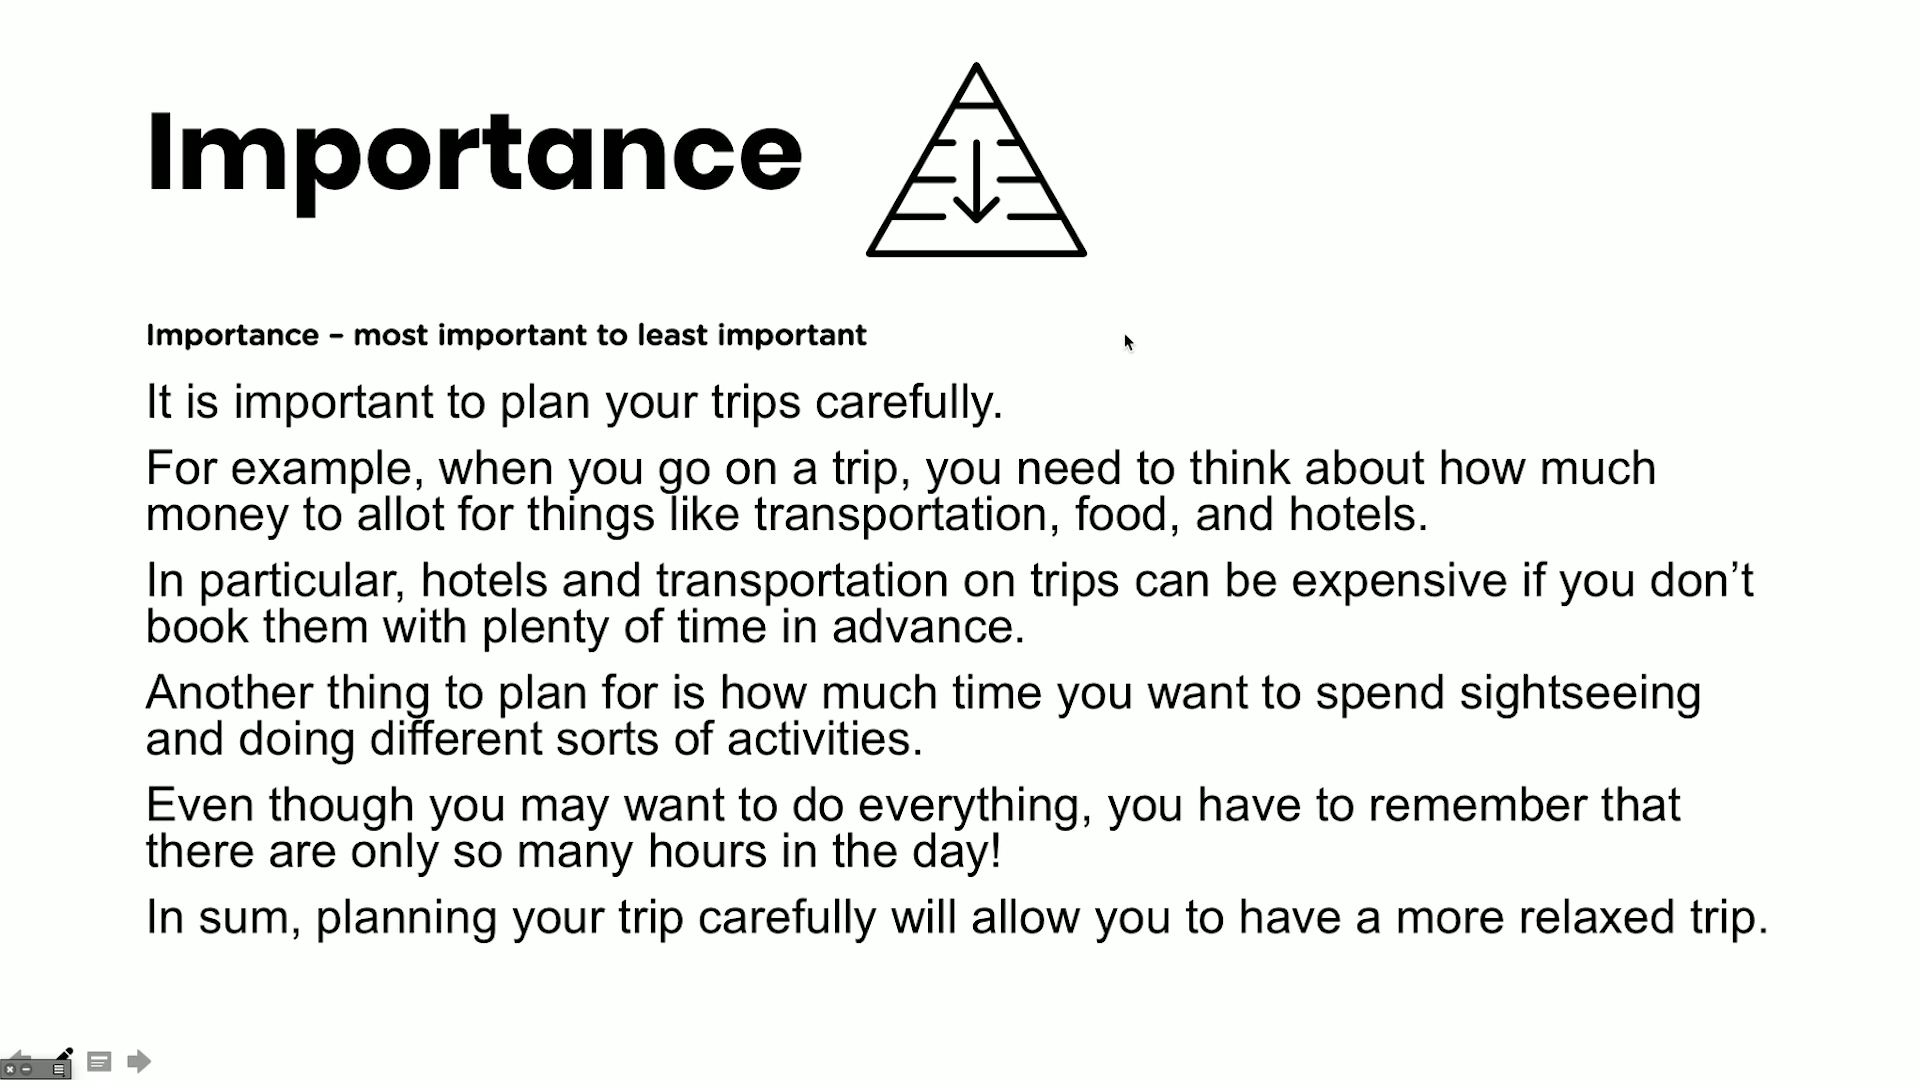 Importance
Importance – most important to least important
It is important to plan your trips carefully.
For example, when you go on a trip, you need to think about how much
money to allot for things like transportation, food, and hotels.
In particular, hotels and transportation on trips can be expensive if you don’t
book them with plenty of time in advance.
Another thing to plan for is how much time you want to spend sightseeing
and doing different sorts of activities.
Even though you may want to do everything, you have to remember that
there are only so many hours in the day!
In sum, planning your trip carefully will allow you to have a more relaxed trip.